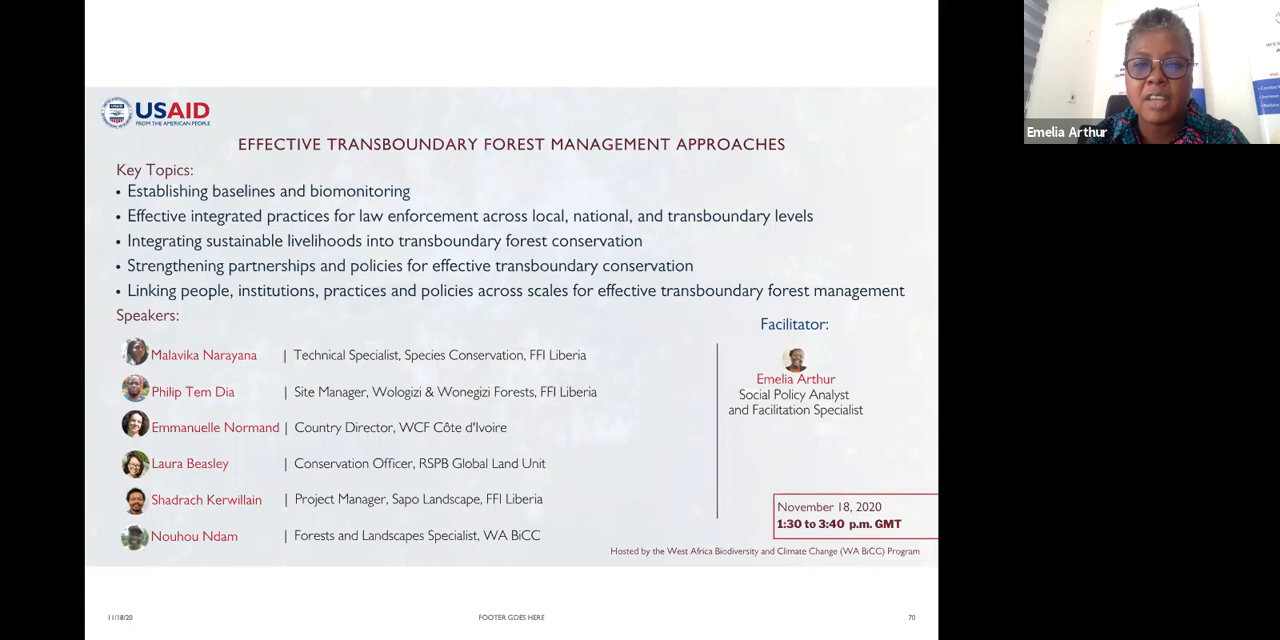 USAID
FROM THE AMERICAN PEOPLE
EFFECTIVE TRANSBOUNDARY FOREST MANAGEMENT APPROACHES
Key Topics:
• Establishing baselines and biomonitoring
• Effective integrated practices for law enforcement across local, national, and transboundary levels
• Integrating sustainable livelihoods into transboundary forest conservation
• Strengthening partnerships and policies for effective transboundary conservation
• Linking people, institutions, practices and policies across scales for effective transboundary forest management
Speakers:
Malavika Narayana | Technical Specialist, Species Conservation, FFI Liberia
Philip Tem Dia | Site Manager, Wologizi & Wonegizi Forests, FFI Liberia
Emmanuelle Normand | Country Director, WCF Côte d'Ivoire
Laura Beasley | Conservation Officer, RSPB Global Land Unit
Shadrach Kerwillain | Project Manager, Sapo Landscape, FFI Liberia
Nouhou Ndam | Forests and Landscapes Specialist, WA BiCC
Facilitator:
Emelia Arthur
Social Policy Analyst
and Facilitation Specialist
November 18, 2020
1:30 to 3:40 p.m. GMT
Hosted by the West Africa Biodiversity and Climate Change (WA BiCC) Program
11/18/20
FOOTER GOES HERE
70
Emelia Arthur